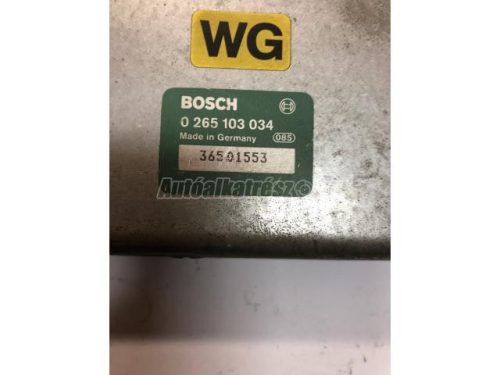 WG
BOSCH
0 265 103 034
Made in Germany 085
36501553
Autóalkatrész